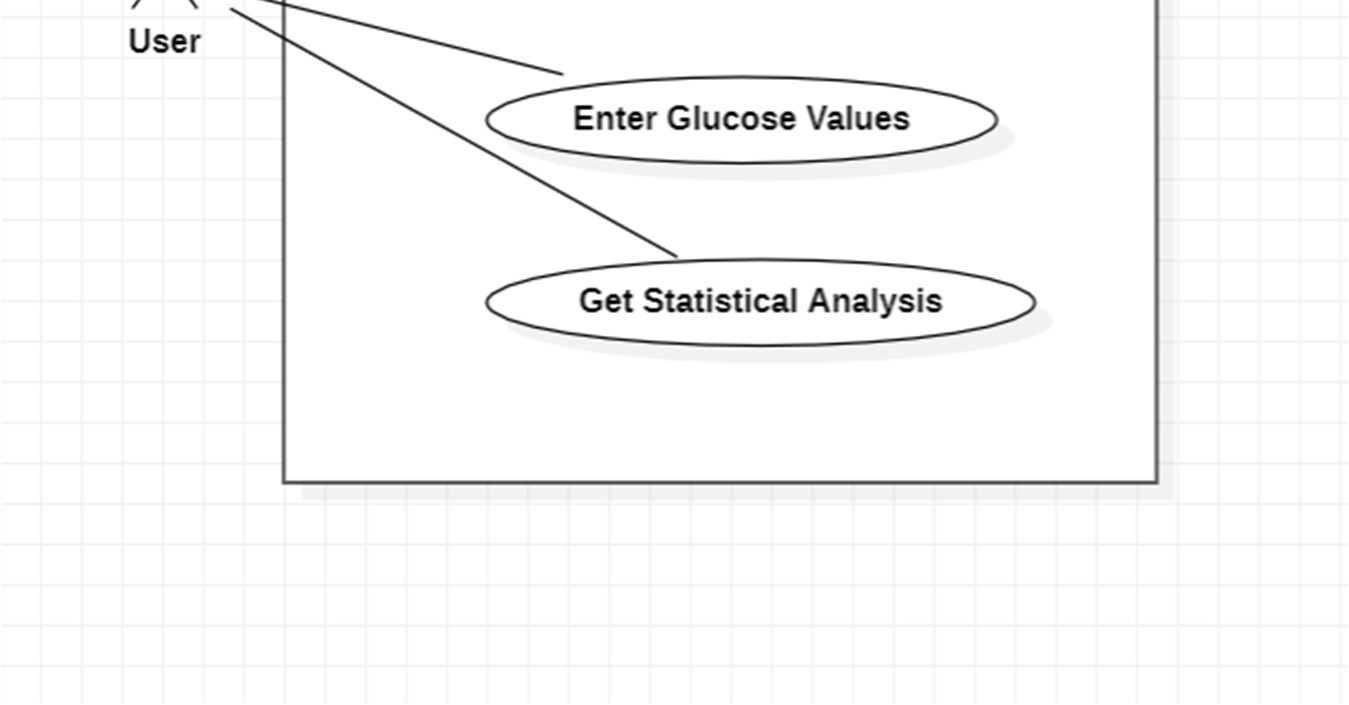 User
Enter Glucose Values
Get Statistical Analysis